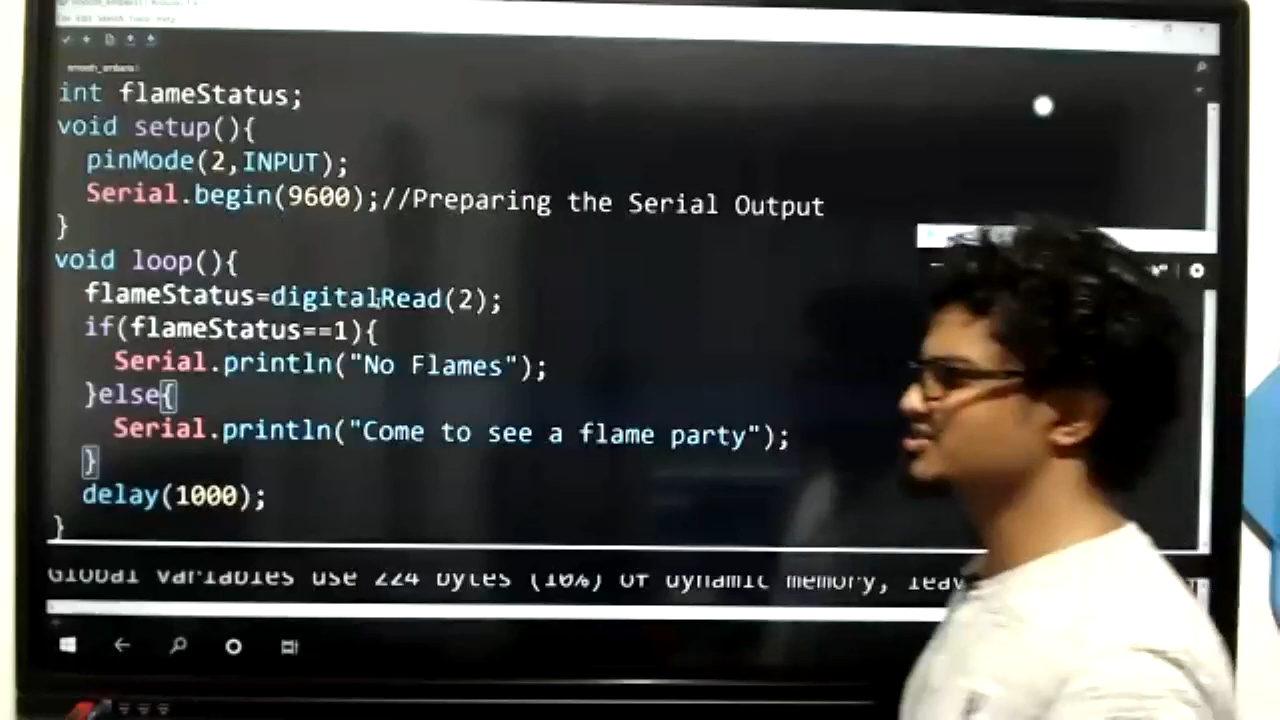 int flameStatus;
void setup(){
pinMode(2,INPUT);
Serial.begin(9600);//Preparing the Serial Output
}
void loop(){
flameStatus=digitalRead(2);
if(flameStatus==1){
Serial.println("No Flames");
}else{
Serial.println("Come to see a flame party");
}
delay(1000);
}
Global variables use 224 bytes (10%) of dynamic memory,